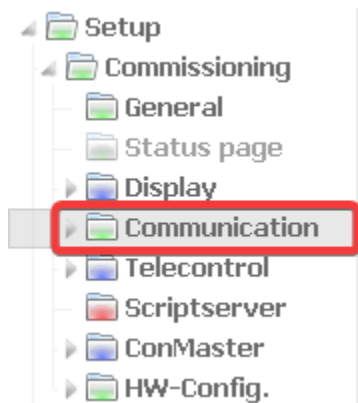 Setup
Commissioning
General
Status page
Display
Communication
Telecontrol
Scriptserver
ConMaster
HW-Config.